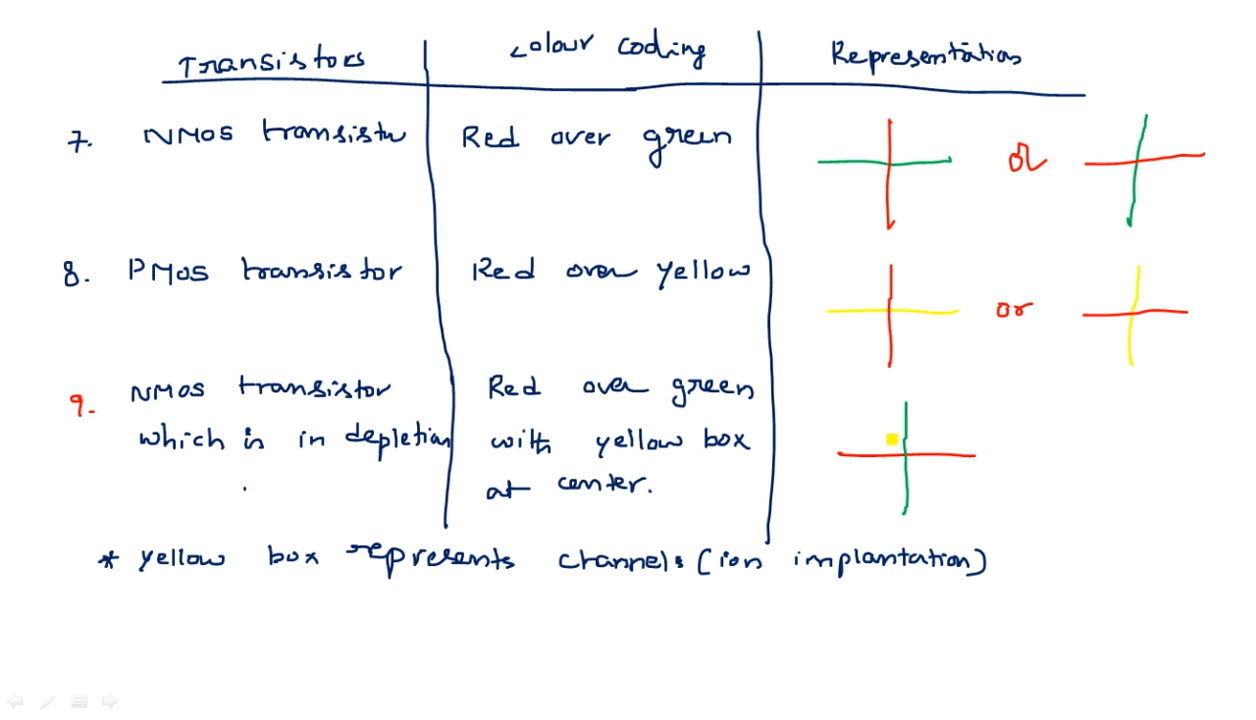 Transistors colour coding Representation
7. NMOS transistor Red over green or
8. PMOS transistor Red over yellow or
9. NMOS transistor Red over green
which is in depletion with yellow box
at center.
* yellow box represents channels (ion implantation)